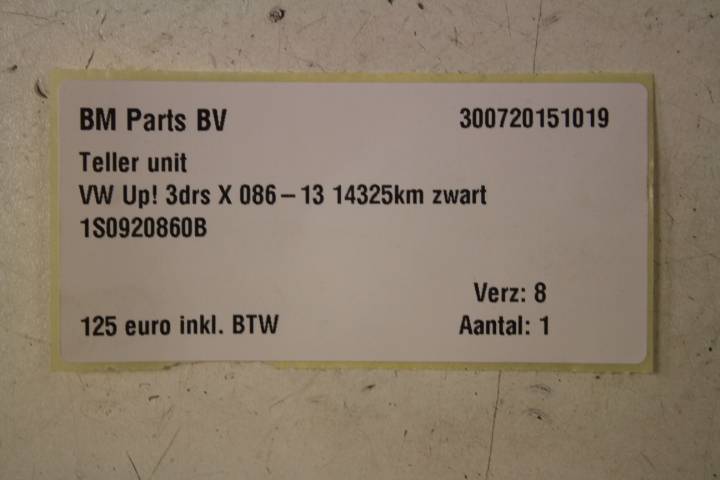 BM Parts BV 300720151019
Teller unit
VW Up! 3drs X 086-13 14325km zwart
1S0920860B
Verz: 8
125 euro inkl. BTW Aantal: 1